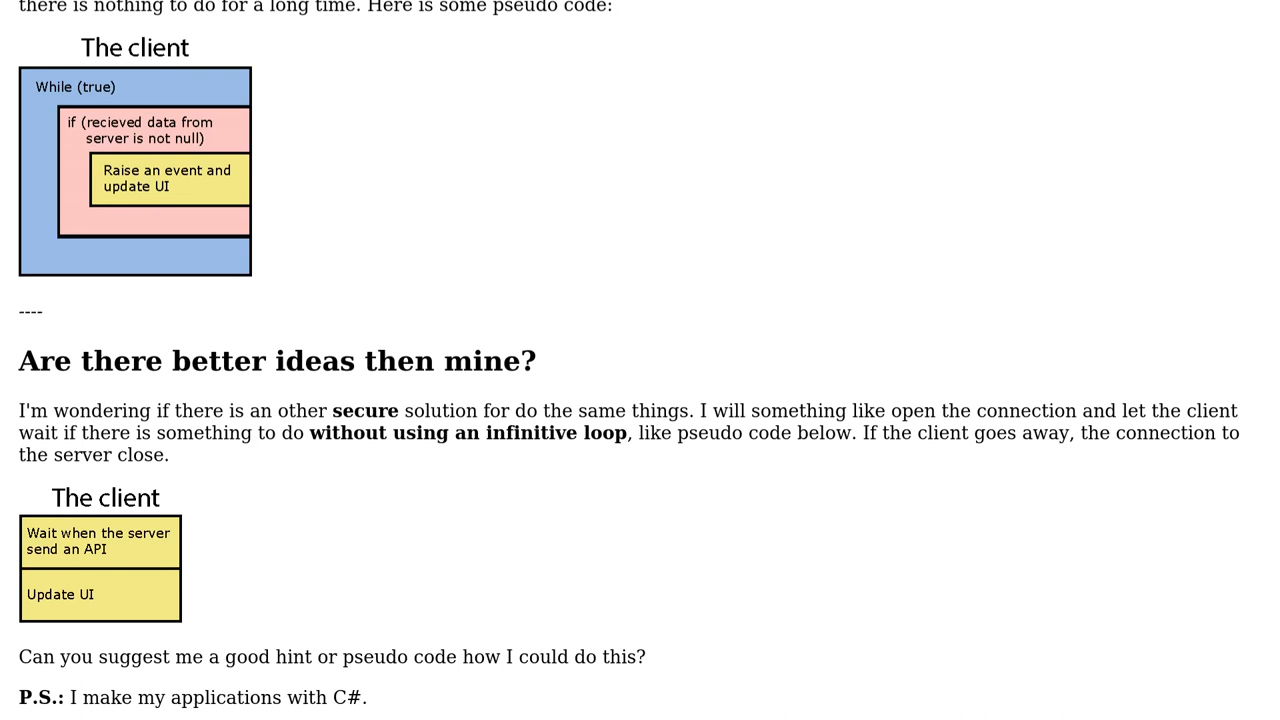 there is nothing to do for a long time. Here is some pseudo code:
The client
While (true)
if (recieved data from
server is not null)
Raise an event and
update UI
----
Are there better ideas then mine?
I'm wondering if there is an other secure solution for do the same things. I will something like open the connection and let the client
wait if there is something to do without using an infinitive loop, like pseudo code below. If the client goes away, the connection to
the server close.
The client
Wait when the server
send an API
Update UI
Can you suggest me a good hint or pseudo code how I could do this?
P.S.: I make my applications with C#.